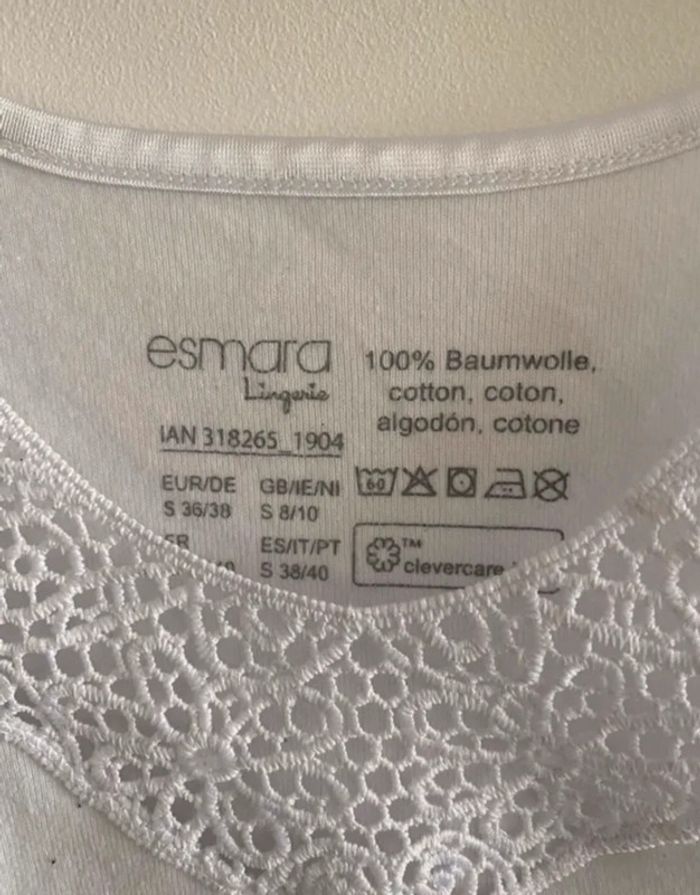 esmara
Lingerie
IAN 318265_1904
EUR/DE GB/IE/NI
S 36/38 S 8/10
ES/IT/PT
S 38/40
100% Baumwolle,
cotton, coton,
algodón, cotone
60
™
clevercare